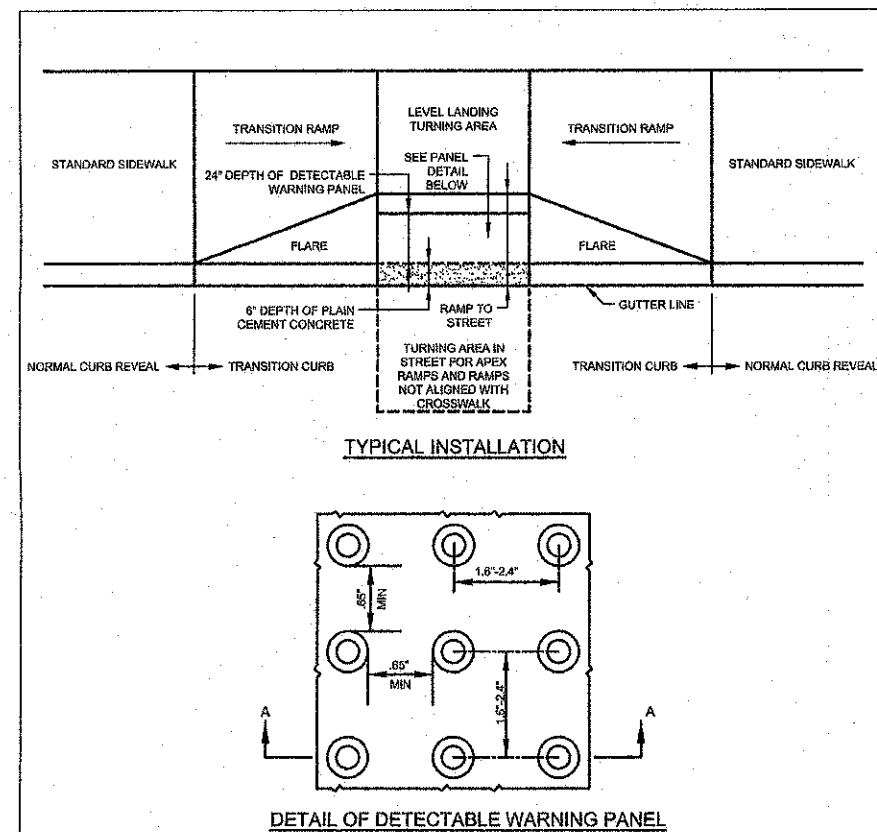 LEVEL LANDING
TURNING AREA
TRANSITION RAMP
TRANSITION RAMP
STANDARD SIDEWALK
SEE PANEL
DETAIL
BELOW
STANDARD SIDEWALK
24" DEPTH OF DETECTABLE
WARNING PANEL
FLARE
FLARE
6" DEPTH OF PLAIN
CEMENT CONCRETE
RAMP TO
STREET
GUTTER LINE
NORMAL CURB REVEAL
TRANSITION CURB
TURNING AREA IN
STREET FOR APEX
RAMPS AND RAMPS
NOT ALIGNED WITH
CROSSWALK
TRANSITION CURB
NORMAL CURB REVEAL
TYPICAL INSTALLATION
1.6"-2.4"
.65"
MIN
.65"
MIN
1.6"-2.4"
A
A
DETAIL OF DETECTABLE WARNING PANEL